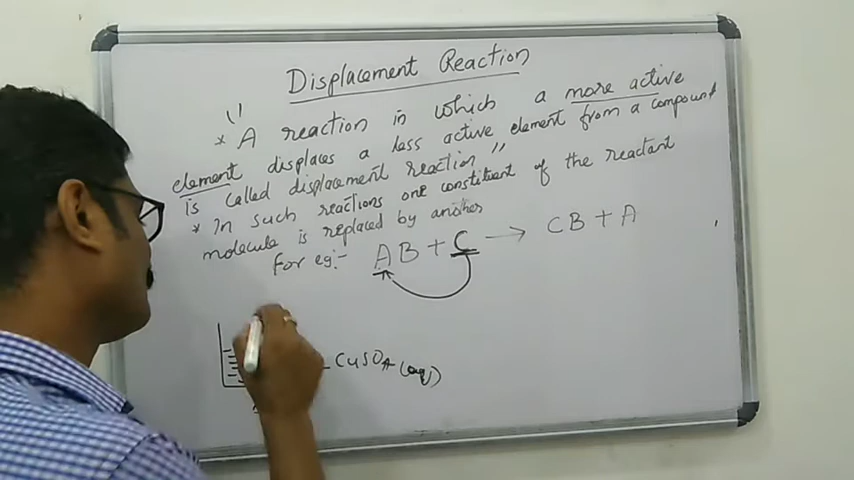 Displacement Reaction
" * A reaction in which a more active
element displaces a less active element from a compound
is called displacement reaction "
* In such reactions one constituent of the reactant
molecule is replaced by another
for eg:- AB + C → CB + A
CuSO4 (aq)